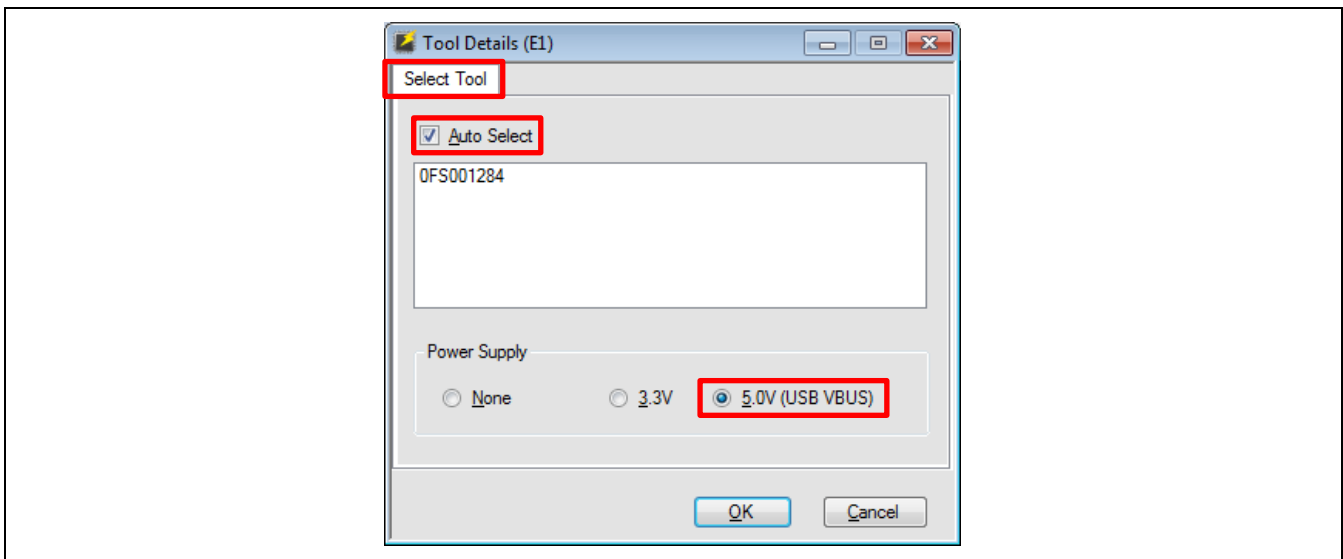 Tool Details (E1)
Select Tool
Auto Select
0FS001284
Power Supply
None 3.3V 5.0V (USB VBUS)
OK Cancel